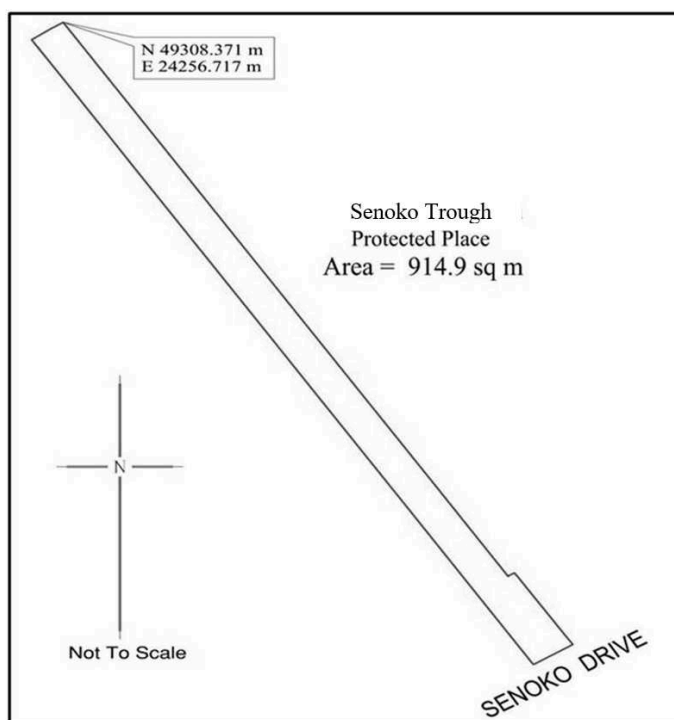 N 49308.371 m
E 24256.717 m
Senoko Trough
Protected Place
Area = 914.9 sq m
N
Not To Scale
SENOKO DRIVE